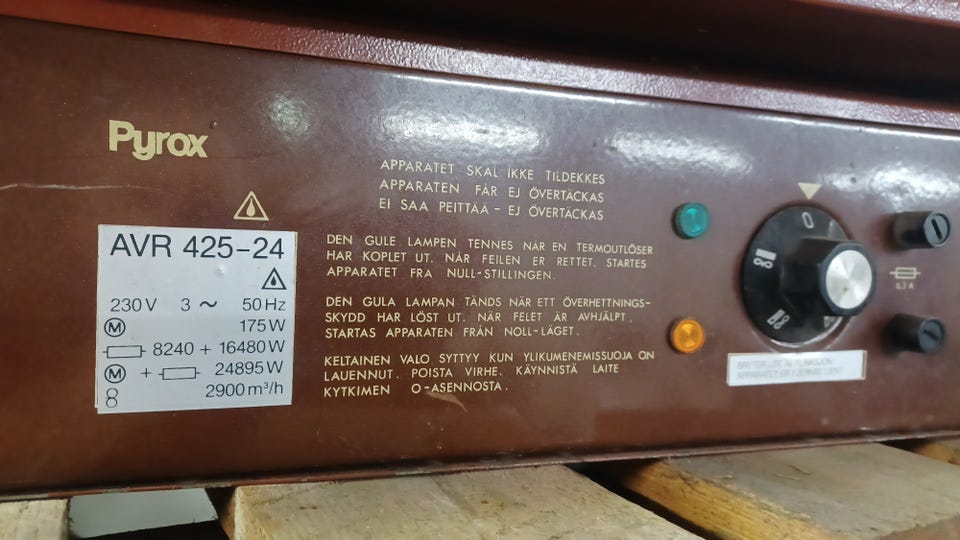 Pyrox
AVR 425-24
230V 3 ~ 50Hz
M 175W
8240 + 16480W
M + 24895W
2900 m³/h
APPARATET SKAL IKKE TILDEKKES
APPARATEN FÅR EJ ÖVERTÄCKAS
EI SAA PEITTÄÄ - EJ ÖVERTÄCKAS
DEN GULE LAMPEN TENNES NÅR EN TERMOUTLÖSER
HAR KOPLET UT. NÅR FEILEN ER RETTET, STARTES
APPARATET FRA NULL-STILLINGEN.
DEN GULA LAMPAN TÄNDS NÄR ETT ÖVERHETTNINGS-
SKYDD HAR LÖST UT. NÄR FELET ÄR AVHJÄLPT,
STARTAS APPARATEN FRÅN NOLL-LÄGET.
KELTAINEN VALO SYTTYY KUN YLIKUMENEMISSUOJA ON
LAUENNUT. POISTA VIRHE. KÄYNNISTÄ LAITE
KYTKIMEN O-ASENNOSTA.
0
6,3 A